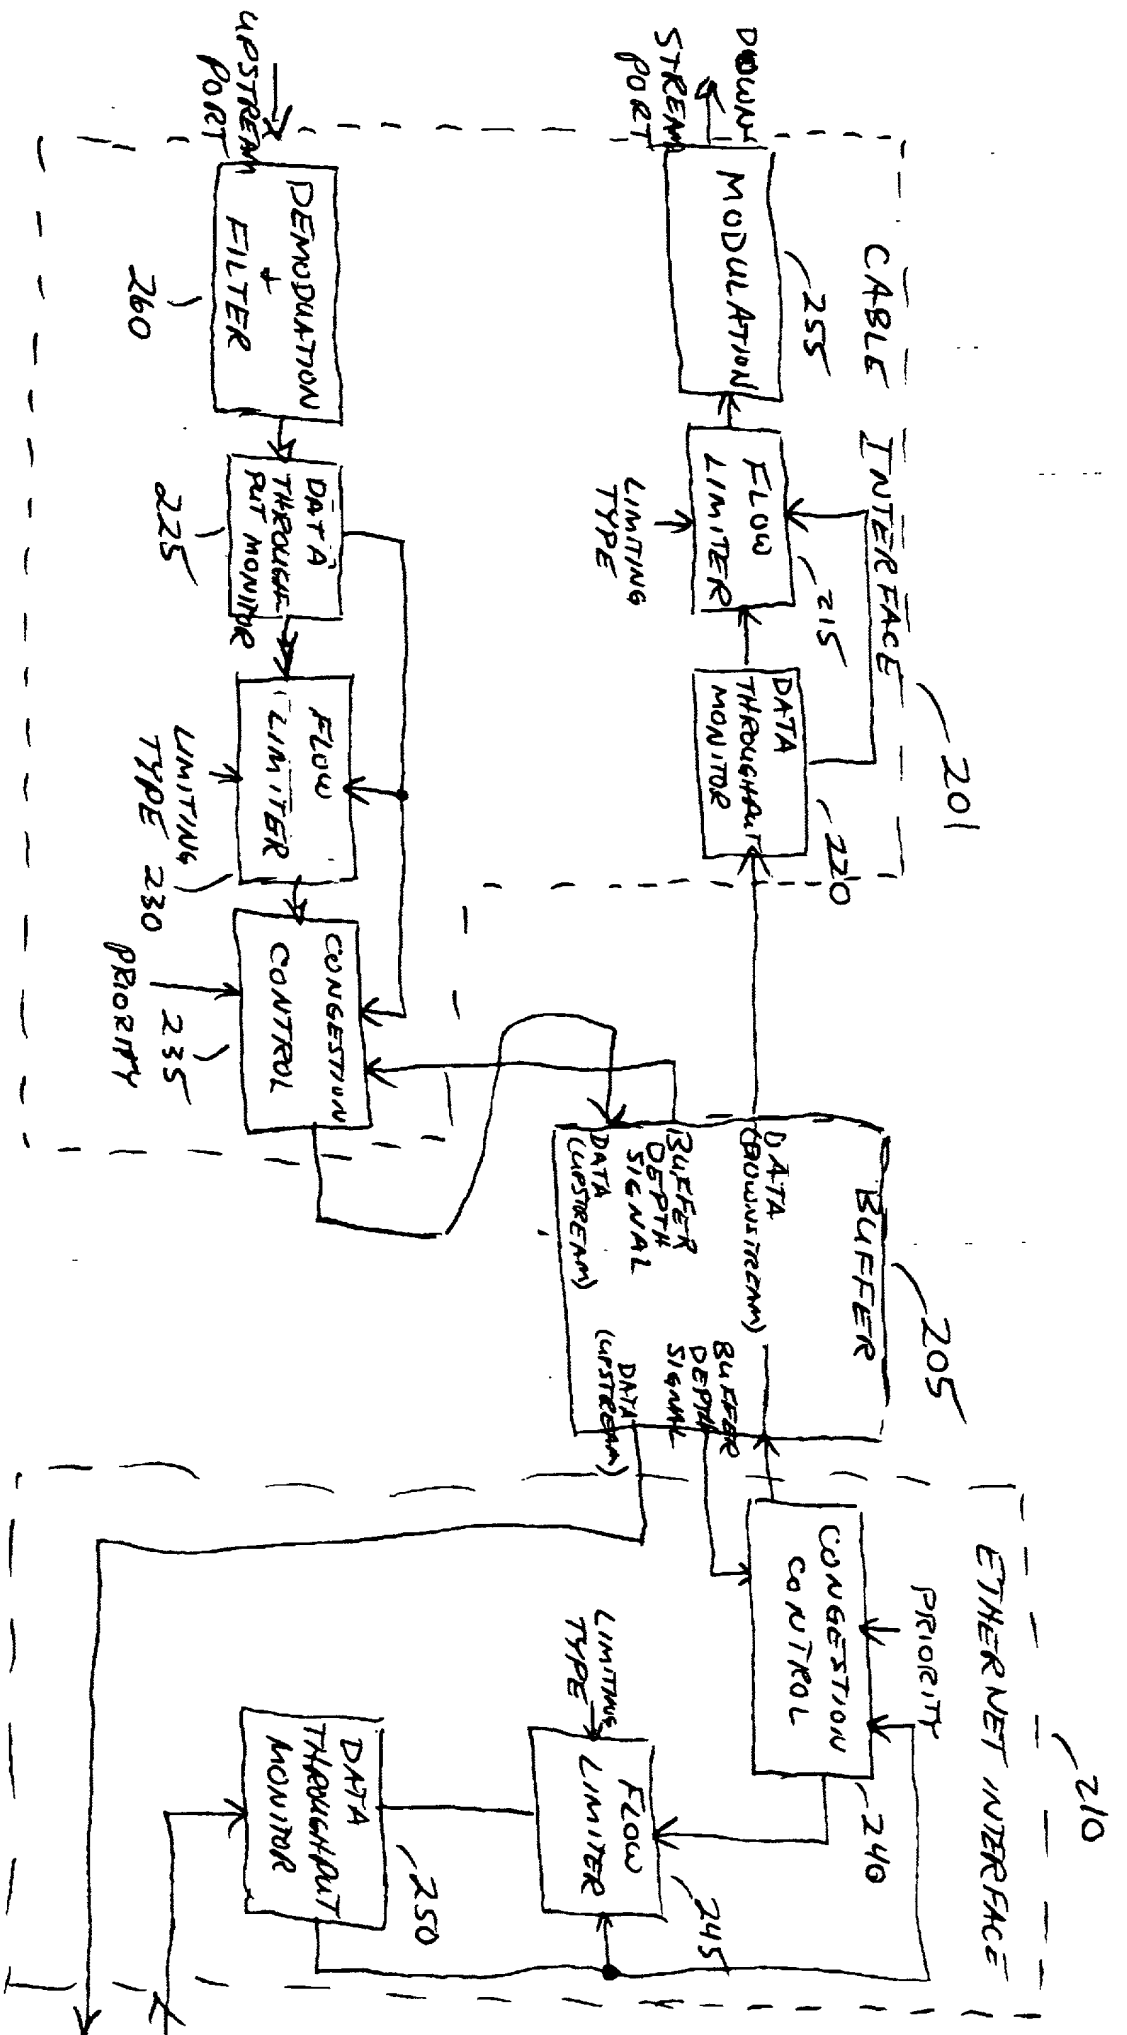 CABLE INTERFACE
201
DOWN
STREAM
PORT
MODULATION
255
FLOW
LIMITER
215
LIMITING
TYPE
DATA
THROUGHPUT
MONITOR
220
UPSTREAM
PORT
DEMODUATION
+
FILTER
260
DATA
THROUGH-
PUT MONITOR
225
FLOW
LIMITER
LIMITING
TYPE
230
CONGESTION
CONTROL
PRIORITY
235
BUFFER
205
DATA
(DOWNSTREAM)
BUFFER
DEPTH
SIGNAL
DATA
(UPSTREAM)
BUFFER
DEPTH
SIGNAL
DATA
(UPSTREAM)
ETHERNET INTERFACE
210
PRIORITY
CONGESTION
CONTROL
240
LIMITING
TYPE
FLOW
LIMITER
245
DATA
THROUGHPUT
MONITOR
250